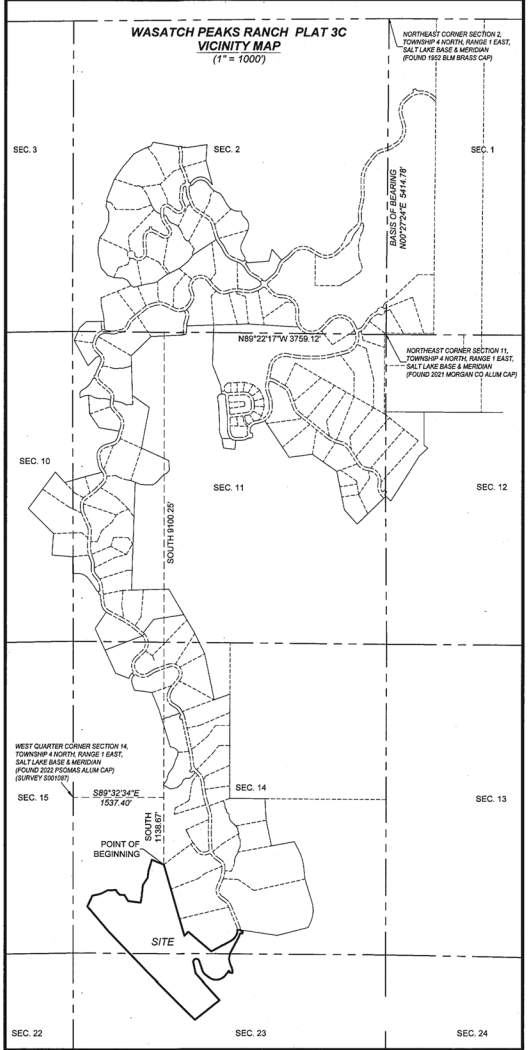 WASATCH PEAKS RANCH PLAT 3C
VICINITY MAP
(1" = 1000')
NORTHEAST CORNER SECTION 2,
TOWNSHIP 4 NORTH, RANGE 1 EAST,
SALT LAKE BASE & MERIDIAN
(FOUND 1952 BLM BRASS CAP)
SEC. 3
SEC. 2
SEC. 1
BASIS OF BEARING
N00°27'24"E 5414.78'
N89°22'17"W 3759.12'
NORTHEAST CORNER SECTION 11,
TOWNSHIP 4 NORTH, RANGE 1 EAST,
SALT LAKE BASE & MERIDIAN
(FOUND 2021 MORGAN CO ALUM CAP)
SEC. 10
SEC. 11
SEC. 12
SOUTH 9100.25'
WEST QUARTER CORNER SECTION 14,
TOWNSHIP 4 NORTH, RANGE 1 EAST,
SALT LAKE BASE & MERIDIAN
(FOUND 2022 PSOMAS ALUM CAP)
(SURVEY S001087)
SEC. 15
S89°32'34"E
1537.40'
SEC. 14
SEC. 13
SOUTH
1138.67'
POINT OF
BEGINNING
SITE
SEC. 22
SEC. 23
SEC. 24